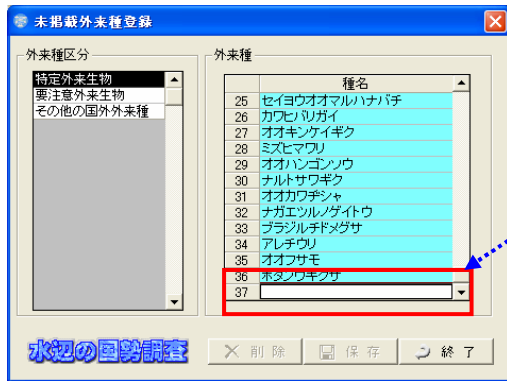 未掲載外来種登録
外来種区分
特定外来生物
要注意外来生物
その他の国外外来種
外来種
種名
25 セイヨウオオマルハナバチ
26 カワヒバリガイ
27 オオキンケイギク
28 ミズヒマワリ
29 オオハンゴンソウ
30 ナルトサワギク
31 オオカワヂシャ
32 ナガエツルノゲイトウ
33 ブラジルチドメグサ
34 アレチウリ
35 オオフサモ
36 ボタンウキクサ
37
水辺の国勢調査
削除
保存
終了